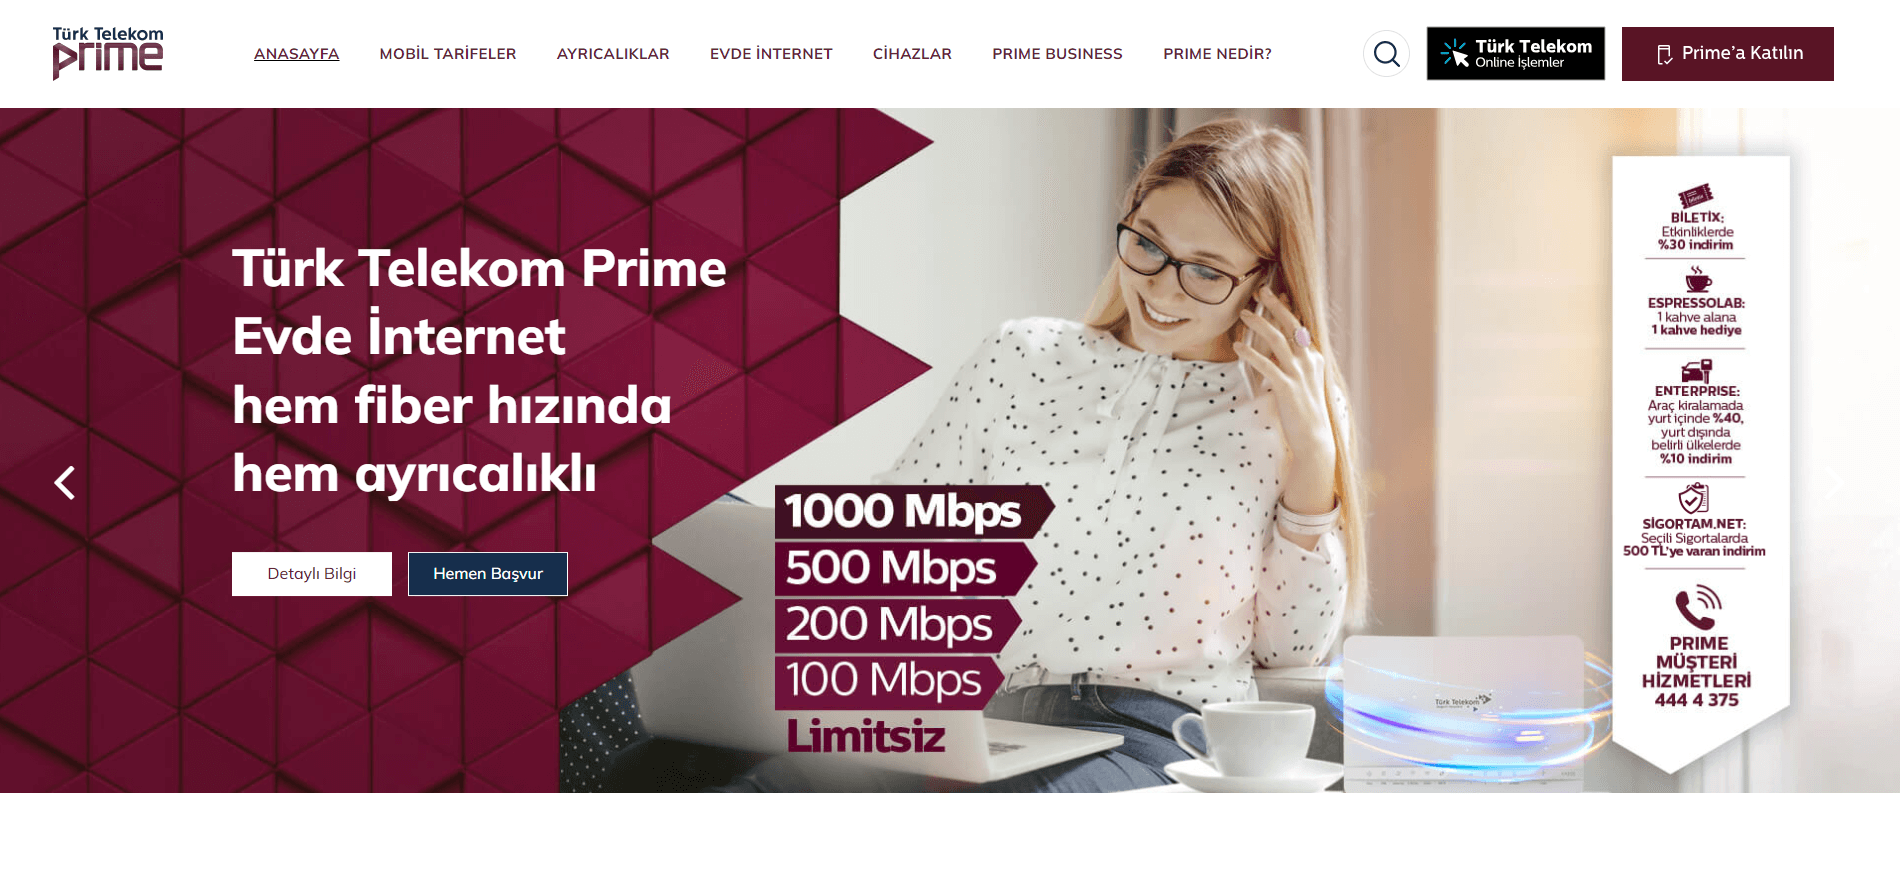 Türk Telekom
prime
ANASAYFA
MOBİL TARİFELER
AYRICALIKLAR
EVDE İNTERNET
CİHAZLAR
PRIME BUSINESS
PRIME NEDİR?
Türk Telekom
Online İşlemler
Prime'a Katılın
Türk Telekom Prime
Evde İnternet
hem fiber hızında
hem ayrıcalıklı
Detaylı Bilgi
Hemen Başvur
1000 Mbps
500 Mbps
200 Mbps
100 Mbps
Limitsiz
Türk Telekom
BİLETIX:
Etkinliklerde
%30 indirim
ESPRESSOLAB:
1 kahve alana
1 kahve hediye
ENTERPRISE:
Araç kiralamada
yurt içinde %40,
yurt dışında
belirli ülkelerde
%10 indirim
SİGORTAM.NET:
Seçili Sigortalarda
500 TL'ye varan indirim
PRIME
MÜŞTERİ
HİZMETLERİ
444 4 375